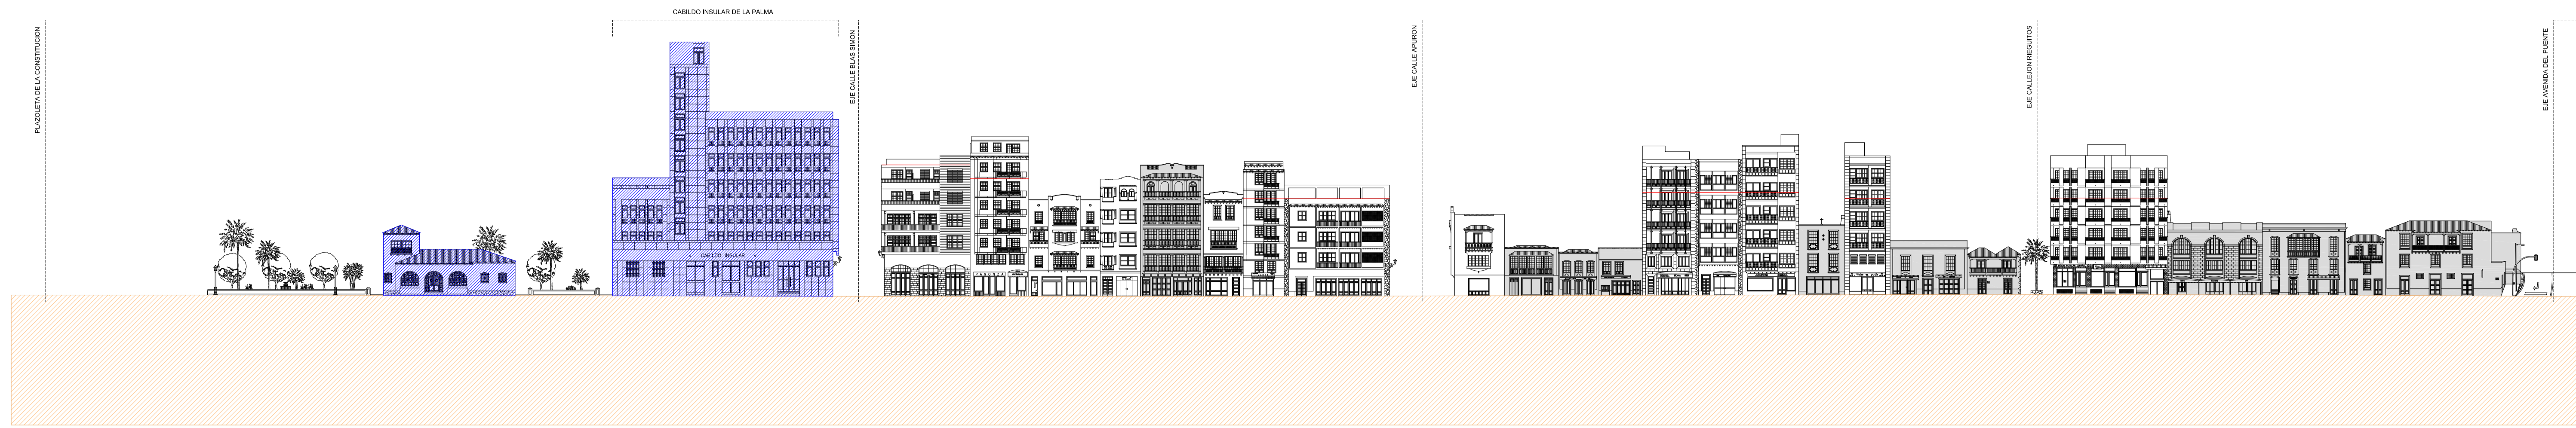 CABILDO INSULAR DE LA PALMA
PLAZOLETA DE LA CONSTITUCION
EJE CALLE BLAS SIMON
EJE CALLE APURON
EJE CALLEJON RIEGUITOS
EJE AVENIDA DEL PUENTE
CABILDO INSULAR